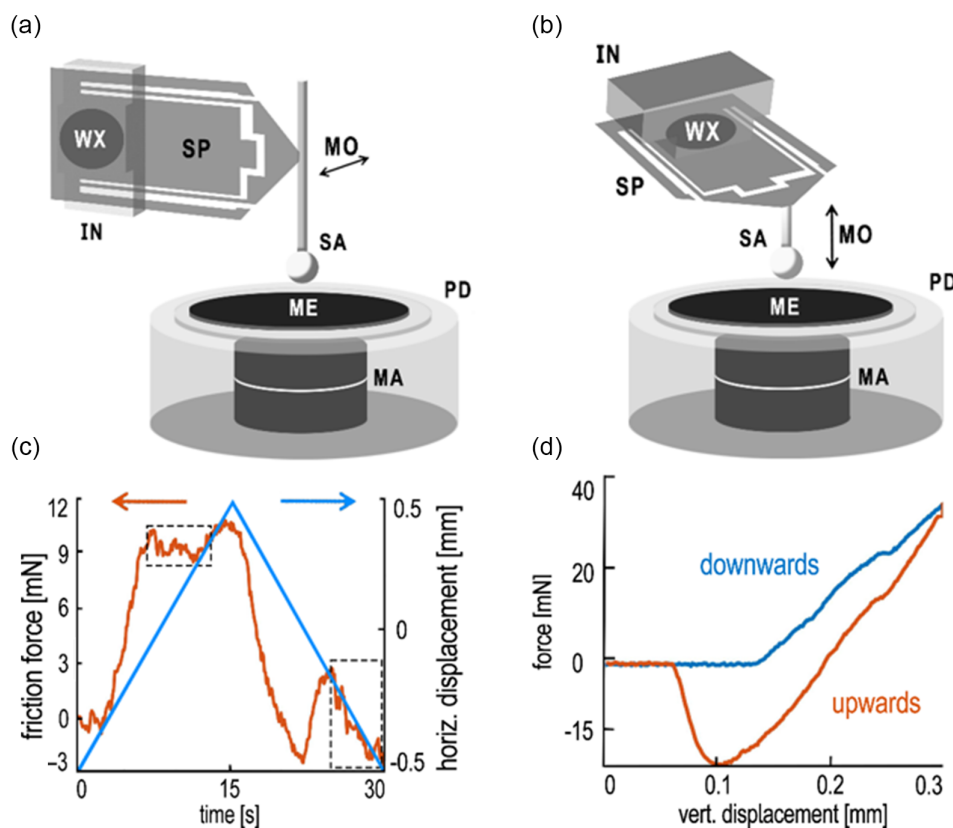 (a)
WX
SP
MO
IN
SA
ME
PD
MA
(b)
IN
WX
SP
SA
MO
PD
ME
MA
(c)
friction force [mN]
12
9
6
3
0
–3
0
15
30
time [s]
0.5
0
-0.5
horiz. displacement [mm]
(d)
force [mN]
40
20
0
-15
downwards
upwards
0
0.1
0.2
0.3
vert. displacement [mm]